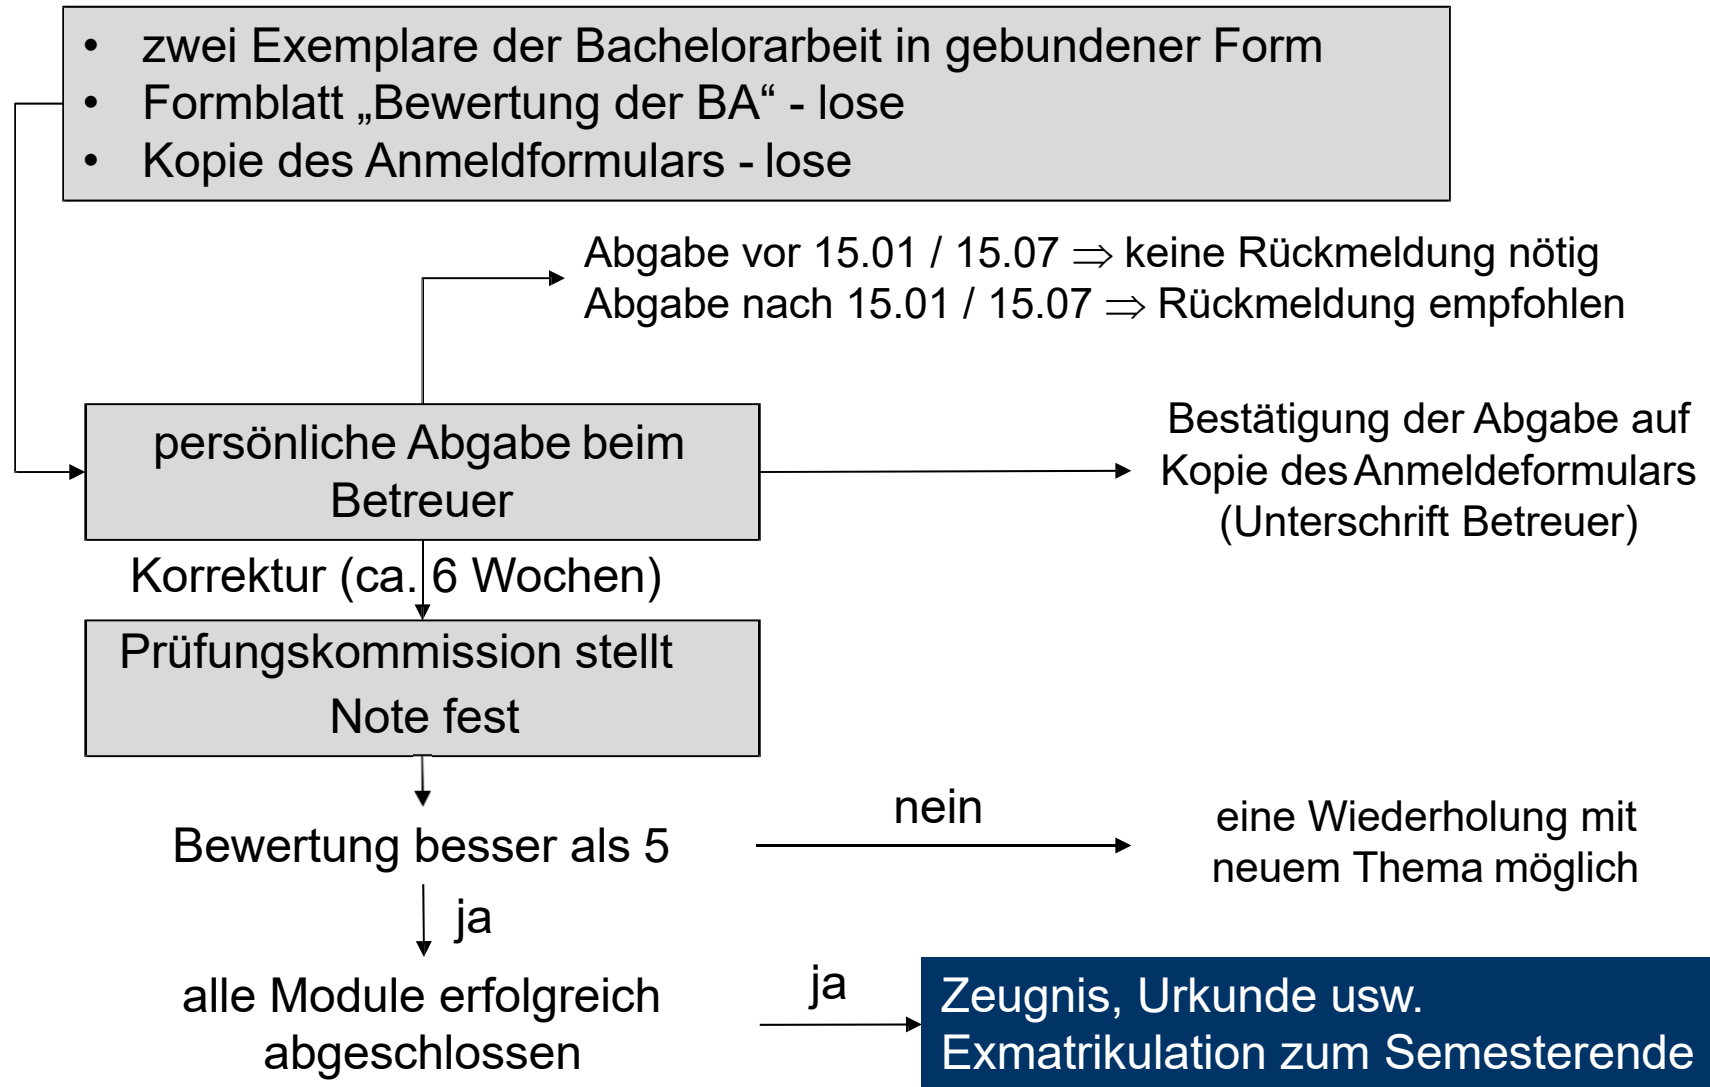 • zwei Exemplare der Bachelorarbeit in gebundener Form
• Formblatt „Bewertung der BA“ - lose
• Kopie des Anmeldformulars - lose
Abgabe vor 15.01 / 15.07 ⇒ keine Rückmeldung nötig
Abgabe nach 15.01 / 15.07 ⇒ Rückmeldung empfohlen
persönliche Abgabe beim
Betreuer
Bestätigung der Abgabe auf
Kopie des Anmeldeformulars
(Unterschrift Betreuer)
Korrektur (ca. 6 Wochen)
Prüfungskommission stellt
Note fest
Bewertung besser als 5
nein
eine Wiederholung mit
neuem Thema möglich
ja
alle Module erfolgreich
abgeschlossen
ja
Zeugnis, Urkunde usw.
Exmatrikulation zum Semesterende